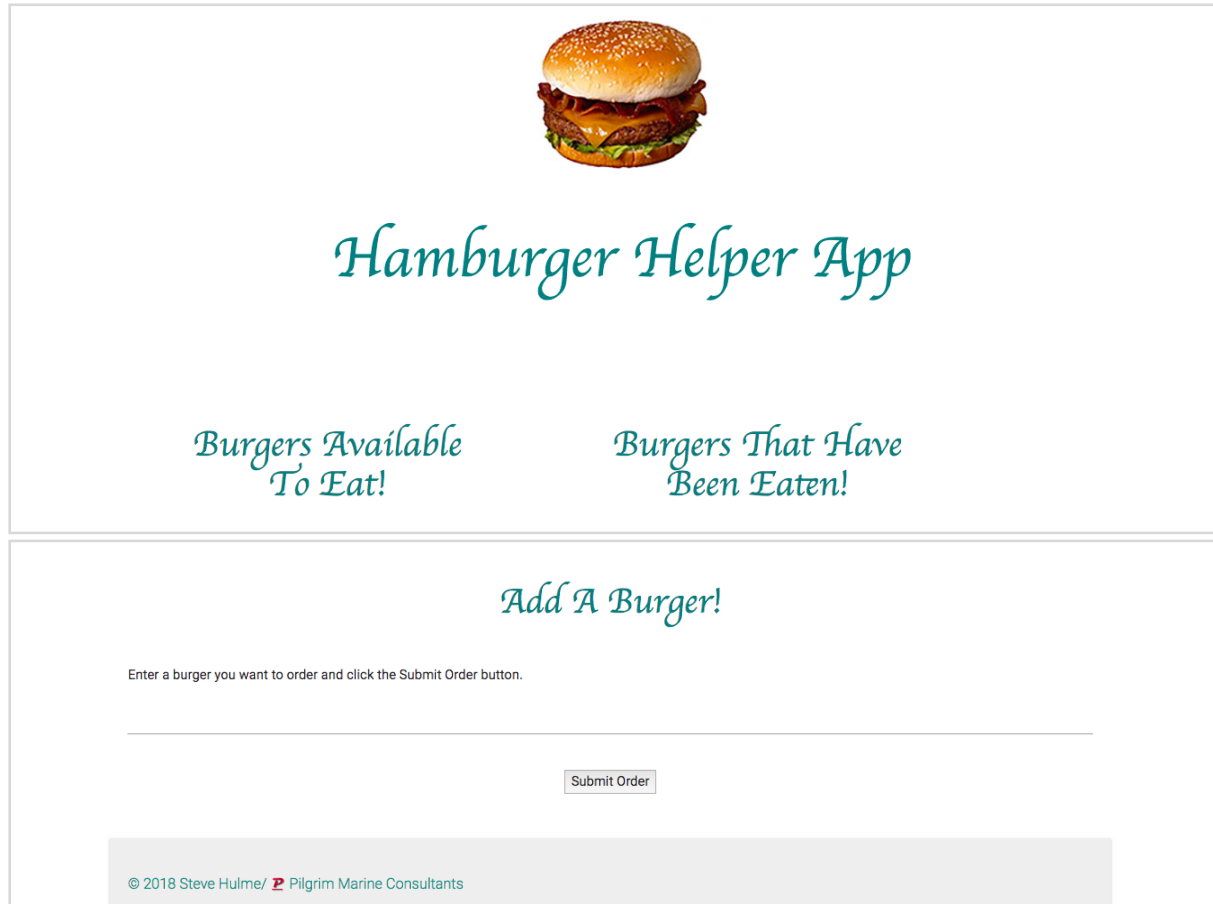 Hamburger Helper App
Burgers Available
To Eat!
Burgers That Have
Been Eaten!
Add A Burger!
Enter a burger you want to order and click the Submit Order button.
Submit Order
© 2018 Steve Hulme/ P Pilgrim Marine Consultants